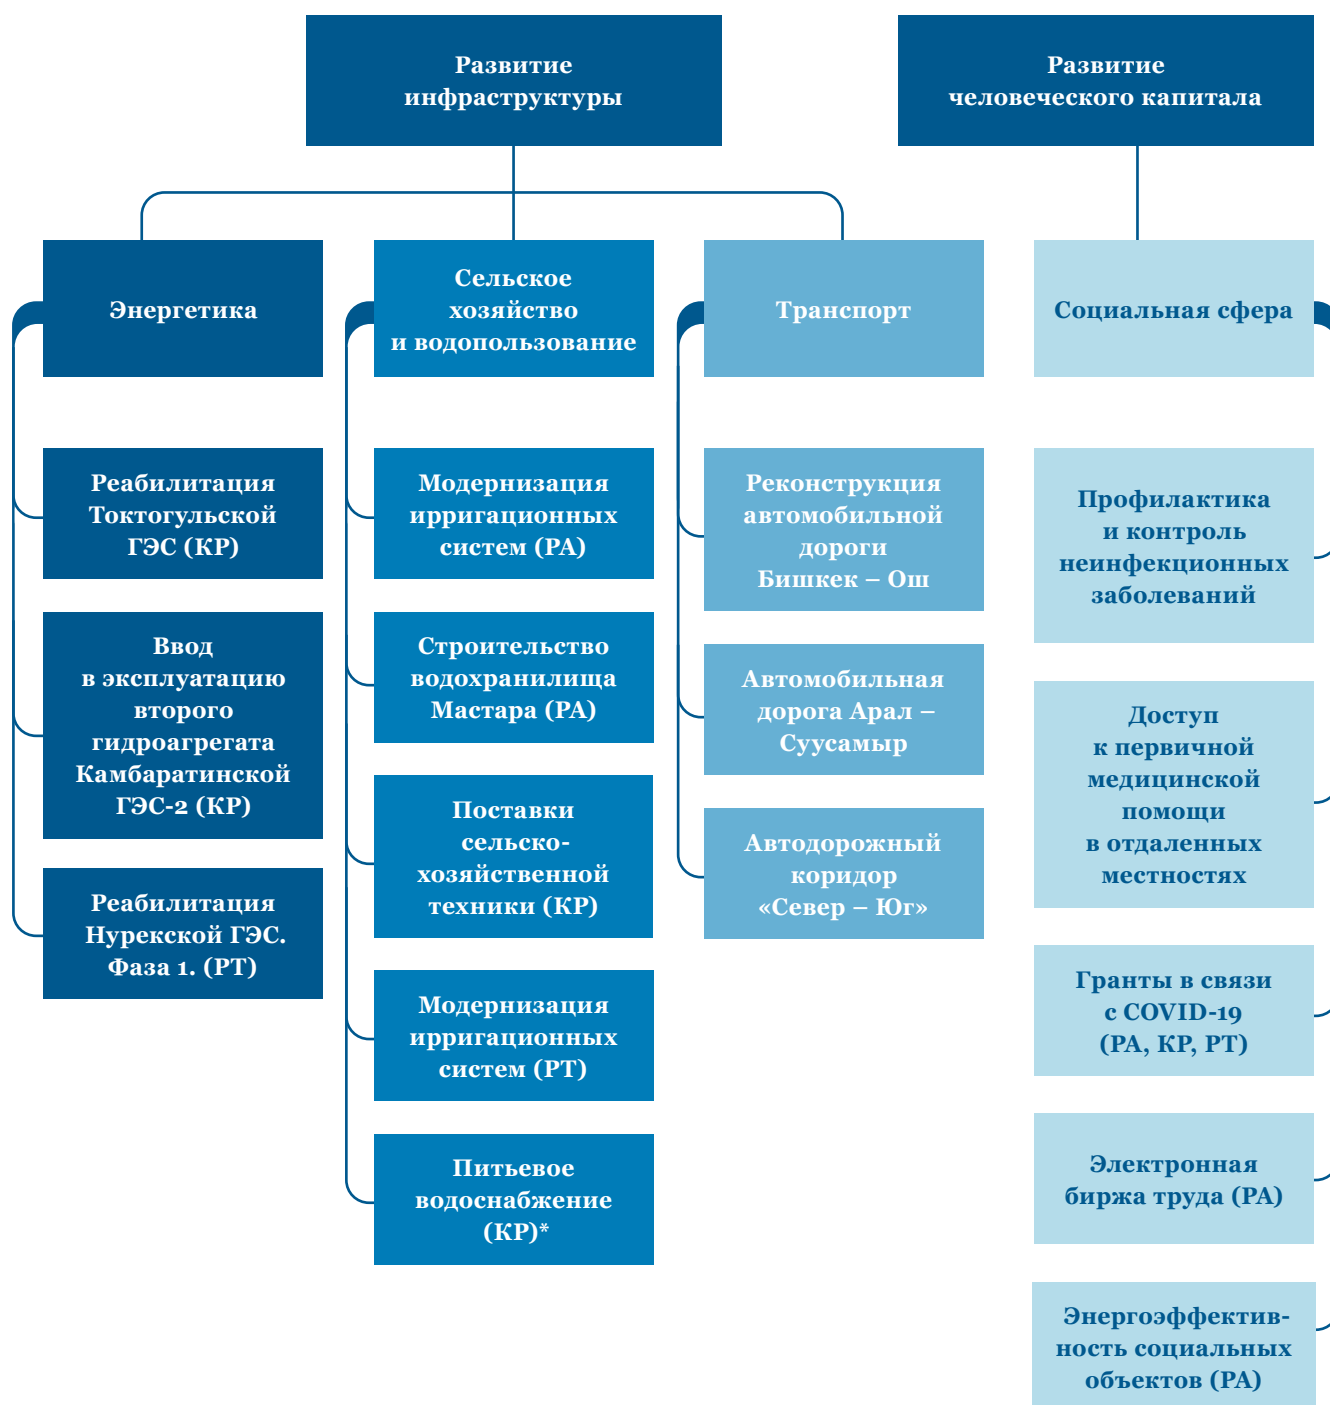 Развитие
инфраструктуры
Развитие
человеческого капитала
Энергетика
Сельское
хозяйство
и водопользование
Транспорт
Социальная сфера
Реабилитация
Токтогульской
ГЭС (КР)
Ввод
в эксплуатацию
второго
гидроагрегата
Камбаратинской
ГЭС-2 (КР)
Реабилитация
Нурекской ГЭС.
Фаза 1. (РТ)
Модернизация
ирригационных
систем (РА)
Строительство
водохранилища
Мастара (РА)
Поставки
сельско-
хозяйственной
техники (КР)
Модернизация
ирригационных
систем (РТ)
Питьевое
водоснабжение
(КР)*
Реконструкция
автомобильной
дороги
Бишкек – Ош
Автомобильная
дорога Арал –
Суусамыр
Автодорожный
коридор
«Север – Юг»
Профилактика
и контроль
неинфекционных
заболеваний
Доступ
к первичной
медицинской
помощи
в отдаленных
местностях
Гранты в связи
с COVID-19
(РА, КР, РТ)
Электронная
биржа труда (РА)
Энергоэффектив-
ность социальных
объектов (РА)